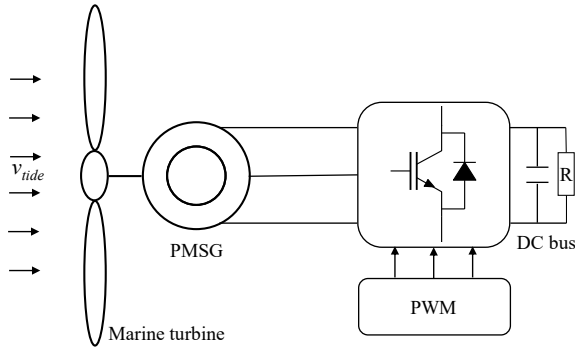 v_tide
PMSG
Marine turbine
R
DC bus
PWM